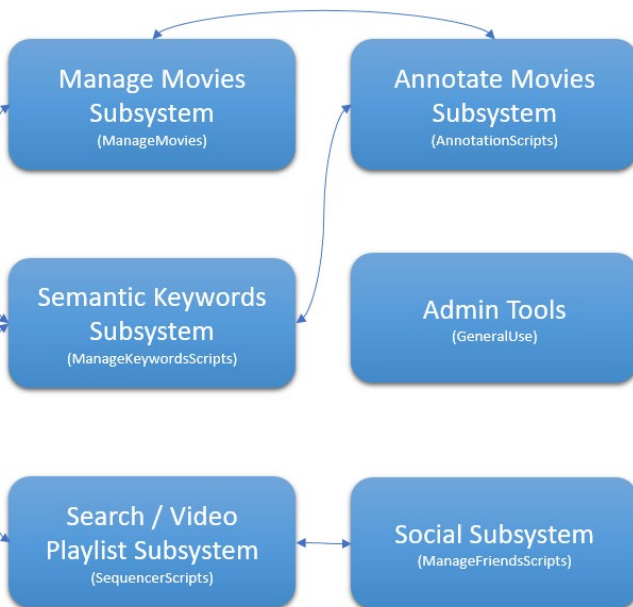 Manage Movies
Subsystem
(ManageMovies)
Annotate Movies
Subsystem
(AnnotationScripts)
Semantic Keywords
Subsystem
(ManageKeywordsScripts)
Admin Tools
(GeneralUse)
Search / Video
Playlist Subsystem
(SequencerScripts)
Social Subsystem
(ManageFriendsScripts)